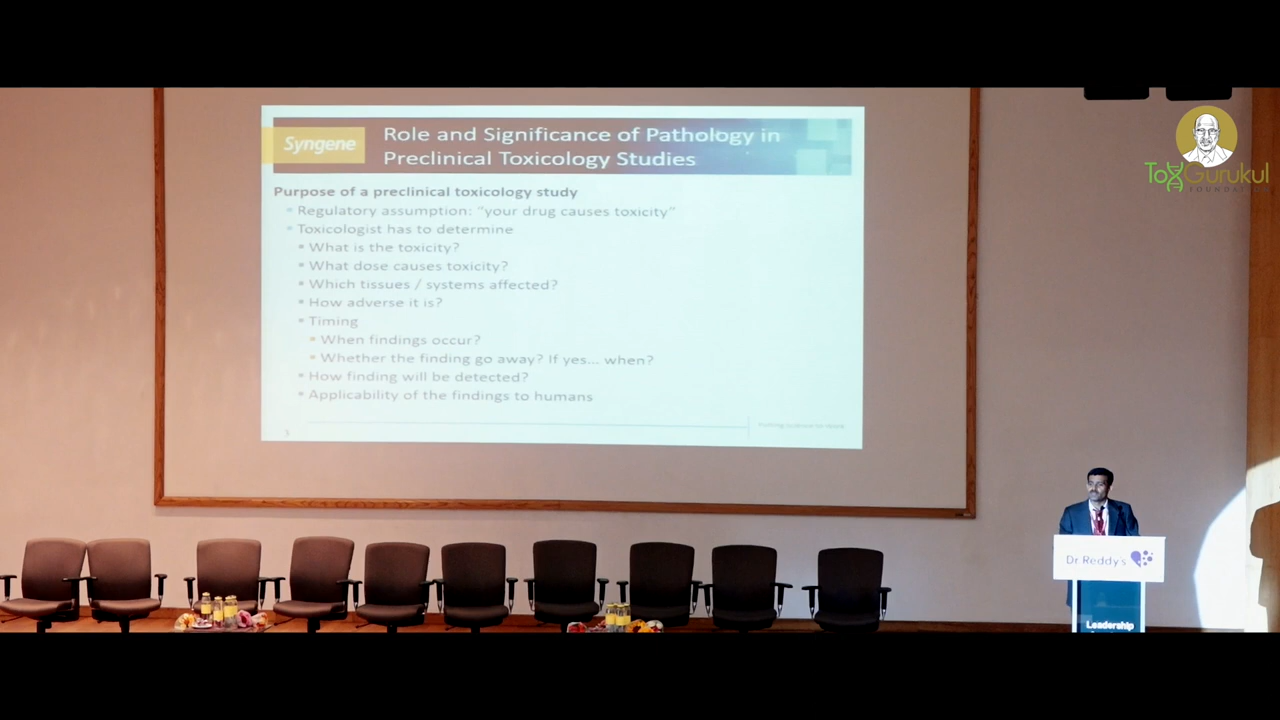 Syngene
Role and Significance of Pathology in
Preclinical Toxicology Studies
Purpose of a preclinical toxicology study
Regulatory assumption: “your drug causes toxicity”
Toxicologist has to determine
What is the toxicity?
What dose causes toxicity?
Which tissues / systems affected?
How adverse it is?
Timing
When findings occur?
Whether the finding go away? If yes... when?
How finding will be detected?
Applicability of the findings to humans
ToxGurukul
FOUNDATION
Dr.Reddy's
Leadership